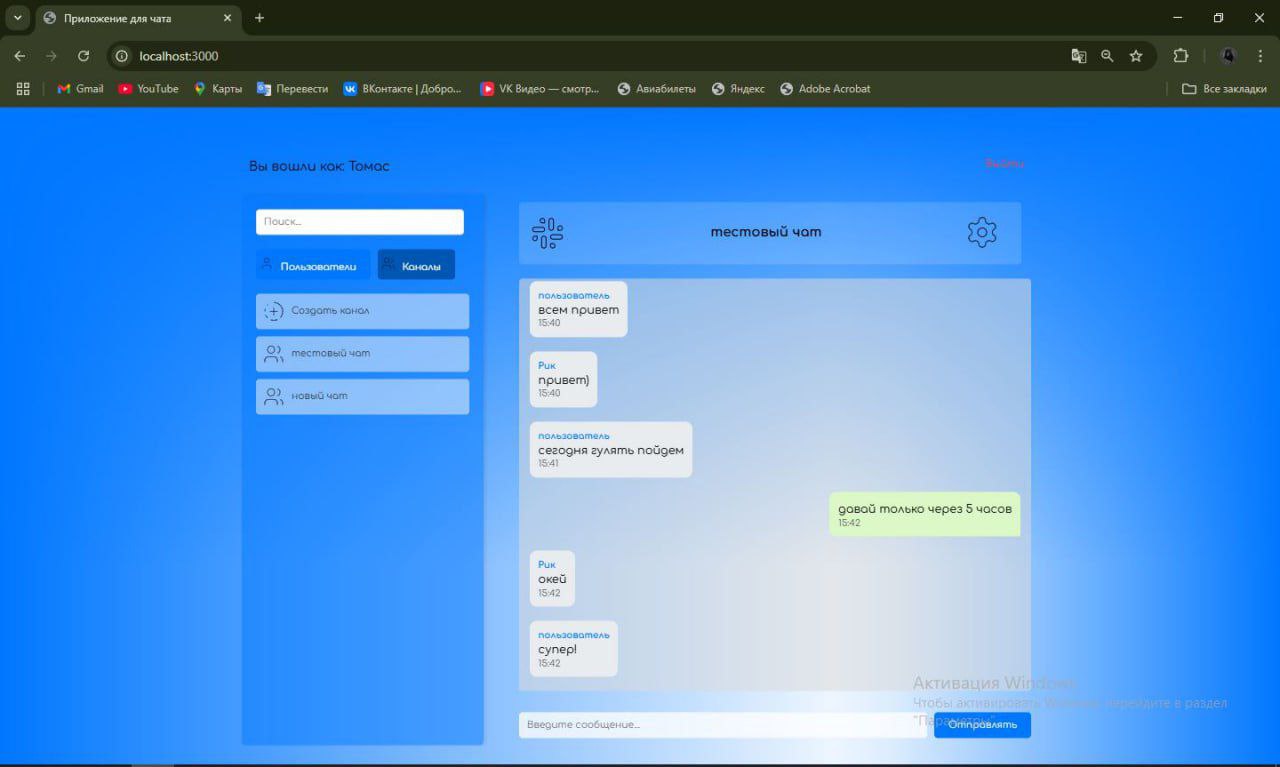 Приложение для чата
localhost:3000
Gmail
YouTube
Карты
Перевести
ВКонтакте | Добро...
VK Видео — смотр...
Авиабилеты
Яндекс
Adobe Acrobat
Все закладки
Вы вошли как: Томас
Выйти
Поиск...
Пользователи
Каналы
Создать канал
тестовый чат
новый чат
тестовый чат
пользователь
всем привет
15:40
Рик
привет)
15:40
пользователь
сегодня гулять пойдем
15:41
давай только через 5 часов
15:42
Рик
окей
15:42
пользователь
супер!
15:42
Активация Windows
Чтобы активировать Windows, перейдите в раздел
"Параметры".
Введите сообщение...
Отправлять